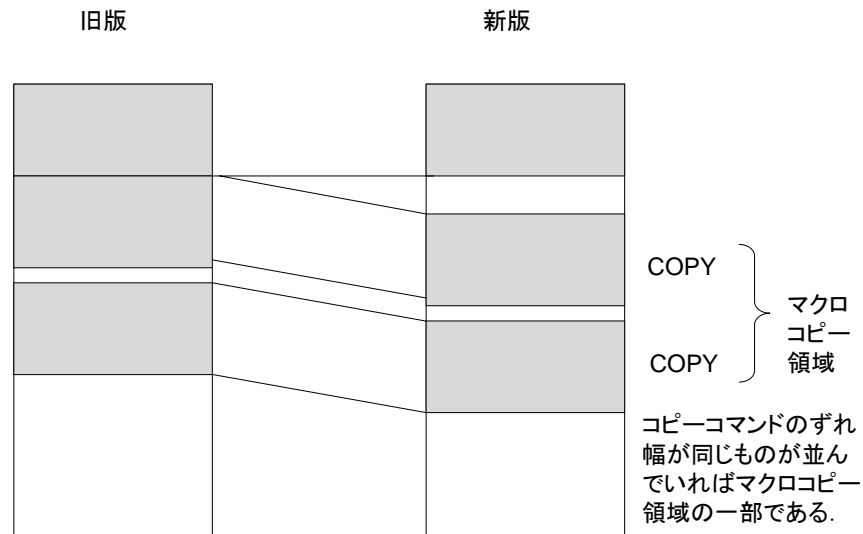 旧版
新版
COPY
COPY
マクロ
コピー
領域
コピーコマンドのずれ
幅が同じものが並ん
でいればマクロコピー
領域の一部である.